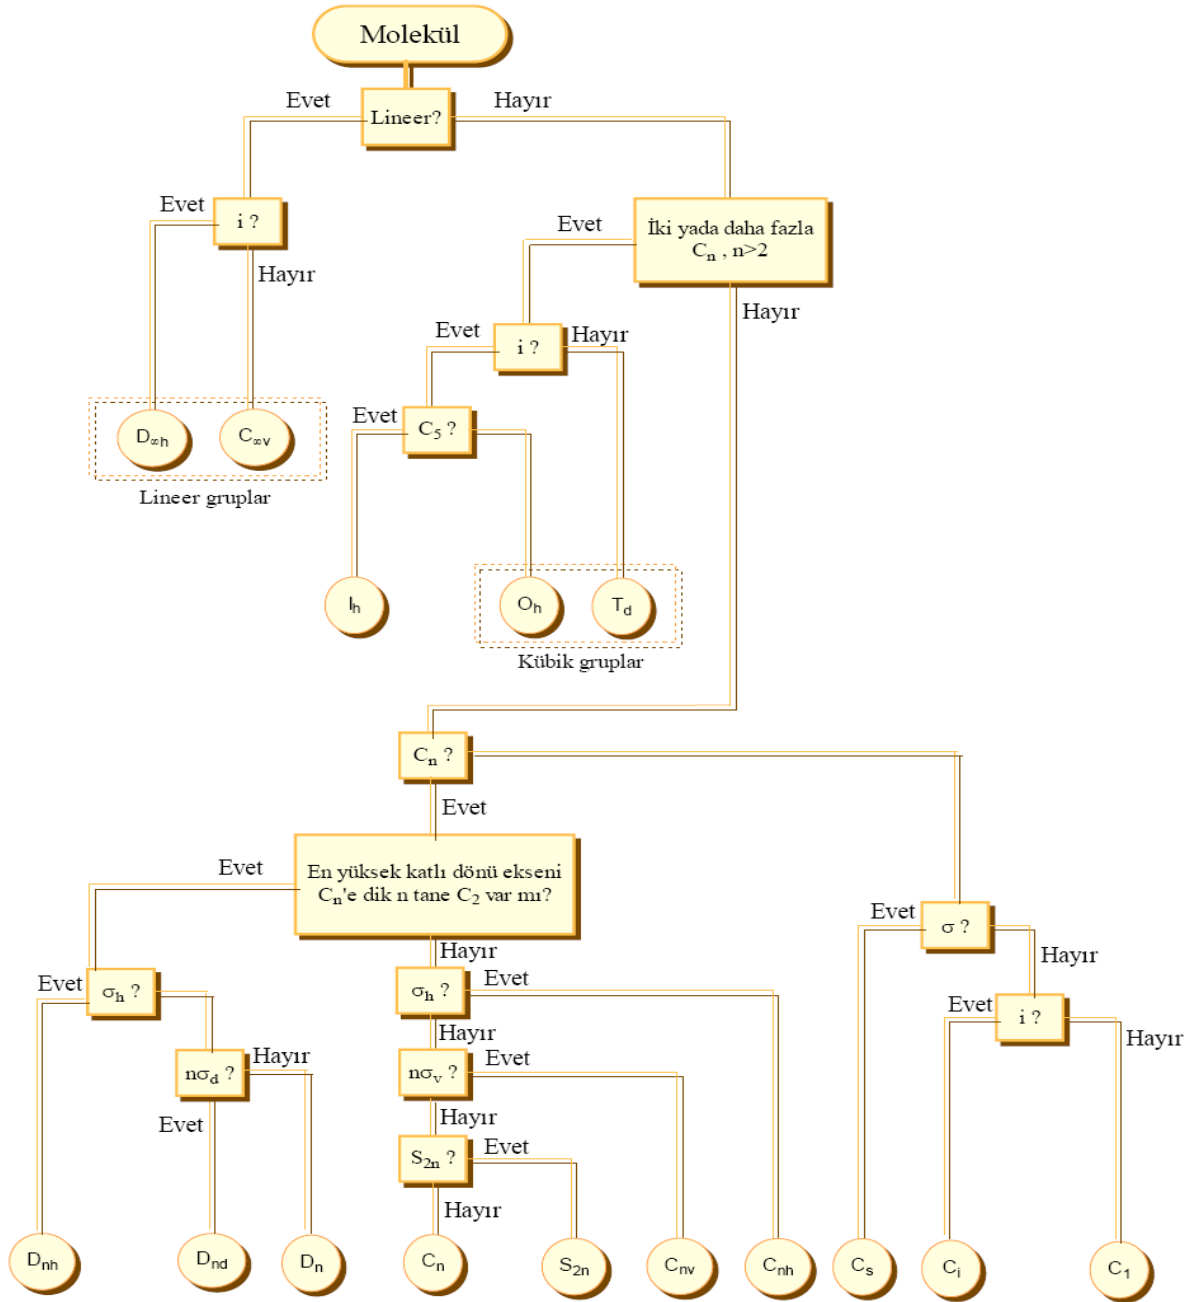 Molekül
Evet
Hayır
Lineer?
Evet
i ?
Hayır
Evet
İki yada daha fazla
Cₙ , n>2
Hayır
Evet
i ?
Hayır
Evet
C₅ ?
D∞h
C∞v
Lineer gruplar
Iₕ
Oₕ
T_d
Kübik gruplar
Cₙ ?
Evet
Evet
En yüksek katlı dönü ekseni
Cₙ'e dik n tane C₂ var mı?
Evet
σ ?
Hayır
Hayır
Evet
σₕ ?
σₕ ?
Evet
Evet
i ?
Hayır
Hayır
nσ_d ?
Hayır
nσᵥ ?
Evet
Evet
Hayır
S₂ₙ ?
Evet
Hayır
Dₙₕ
D_nd
Dₙ
Cₙ
S₂ₙ
Cₙᵥ
Cₙₕ
Cₛ
Cᵢ
C₁